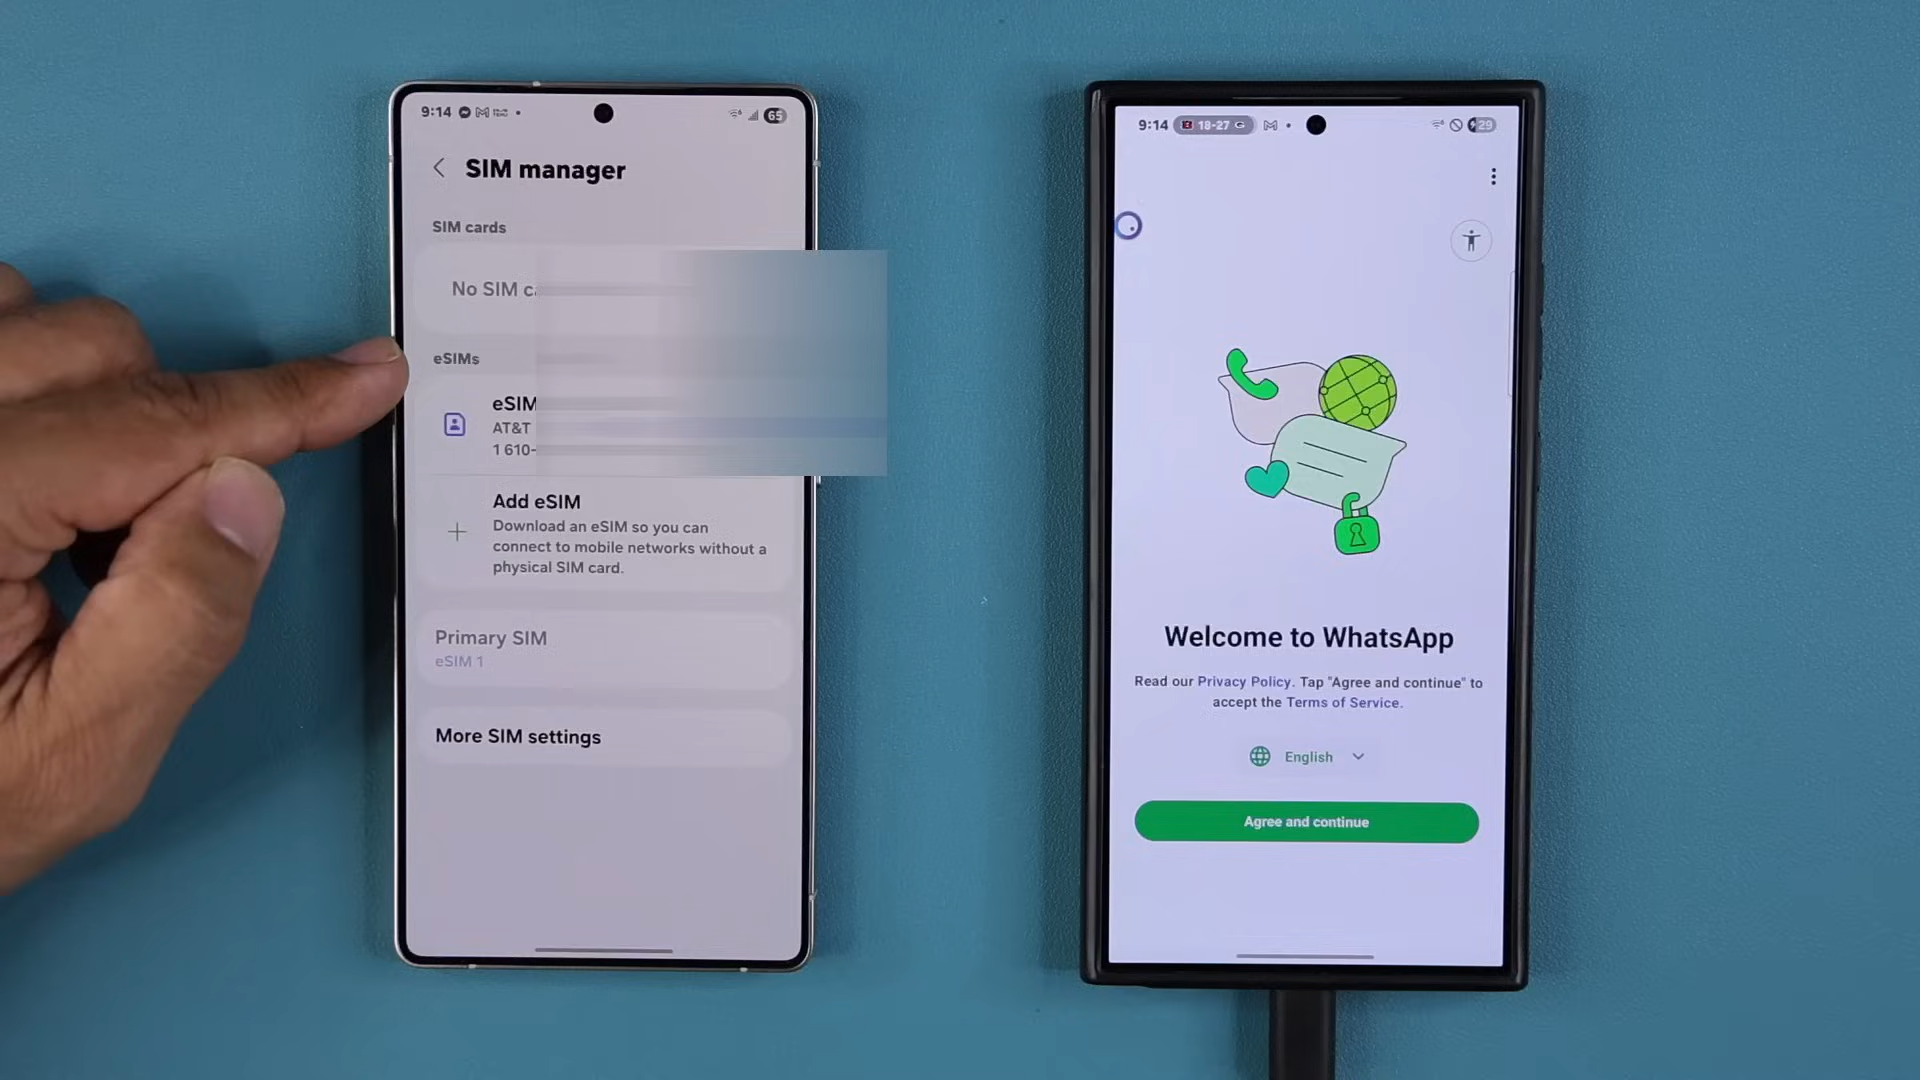 9:14
65
SIM manager
SIM cards
No SIM
eSIMs
eSIM
AT&T
1 610-
Add eSIM
Download an eSIM so you can
connect to mobile networks without a
physical SIM card.
Primary SIM
eSIM 1
More SIM settings
9:14
18-27
29
Welcome to WhatsApp
Read our Privacy Policy. Tap "Agree and continue" to
accept the Terms of Service.
English
Agree and continue